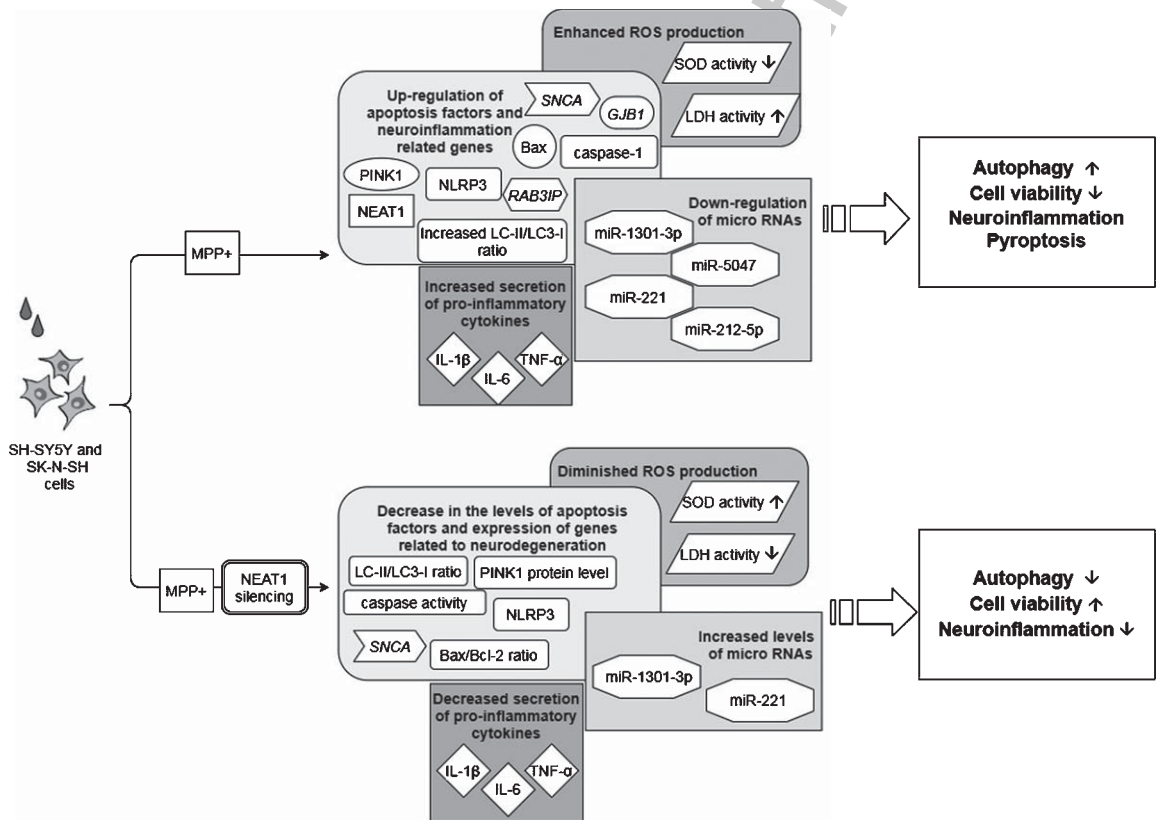 Enhanced ROS production
SOD activity ↓
LDH activity ↑
Up-regulation of
apoptosis factors and
neuroinflammation
related genes
SNCA
GJB1
Bax
caspase-1
PINK1
NLRP3
RAB3IP
NEAT1
Increased LC-II/LC3-I
ratio
Down-regulation
of micro RNAs
miR-1301-3p
miR-5047
miR-221
miR-212-5p
Increased secretion
of pro-inflammatory
cytokines
IL-1β
IL-6
TNF-α
Autophagy ↑
Cell viability ↓
Neuroinflammation
Pyroptosis
MPP+
SH-SY5Y and
SK-N-SH
cells
MPP+
NEAT1
silencing
Diminished ROS production
SOD activity ↑
LDH activity ↓
Decrease in the levels of apoptosis
factors and expression of genes
related to neurodegeneration
LC-II/LC3-I ratio
PINK1 protein level
caspase activity
NLRP3
SNCA
Bax/Bcl-2 ratio
Increased levels
of micro RNAs
miR-1301-3p
miR-221
Decreased secretion
of pro-inflammatory
cytokines
IL-1β
IL-6
TNF-α
Autophagy ↓
Cell viability ↑
Neuroinflammation ↓